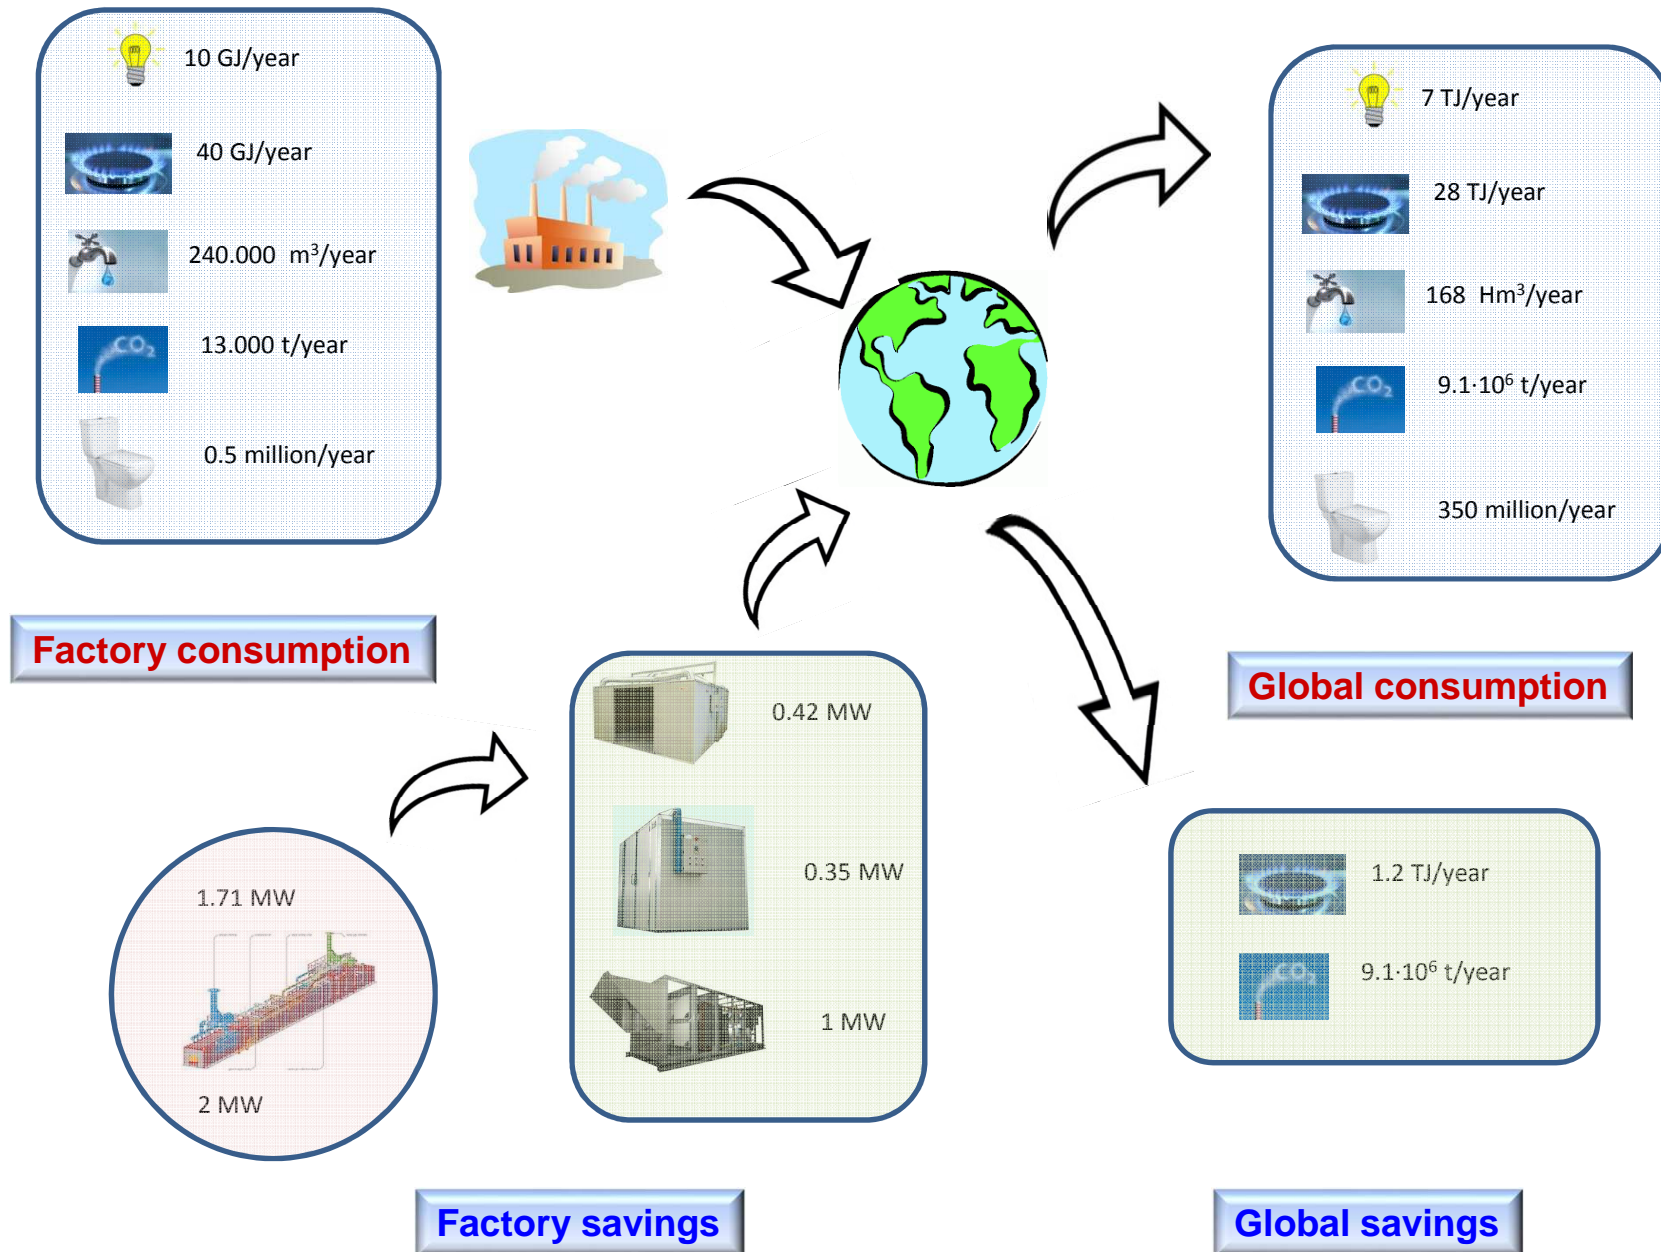 10 GJ/year
40 GJ/year
240.000 m³/year
CO₂
13.000 t/year
0.5 million/year
Factory consumption
7 TJ/year
28 TJ/year
168 Hm³/year
CO₂
9.1·10⁶ t/year
350 million/year
Global consumption
1.71 MW
2 MW
0.42 MW
0.35 MW
1 MW
Factory savings
1.2 TJ/year
CO₂
9.1·10⁶ t/year
Global savings